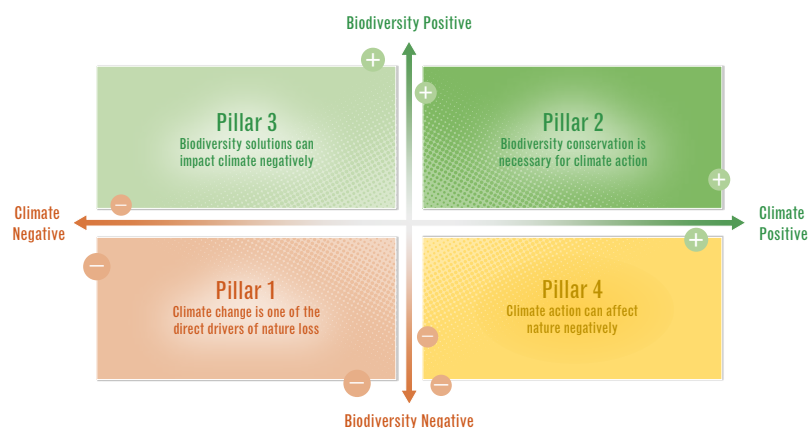 Biodiversity Positive
+
Pillar 3
Biodiversity solutions can
impact climate negatively
−
+
Pillar 2
Biodiversity conservation is
necessary for climate action
+
Climate
Negative
Climate
Positive
−
Pillar 1
Climate change is one of the
direct drivers of nature loss
−
+
Pillar 4
Climate action can affect
nature negatively
−
−
Biodiversity Negative